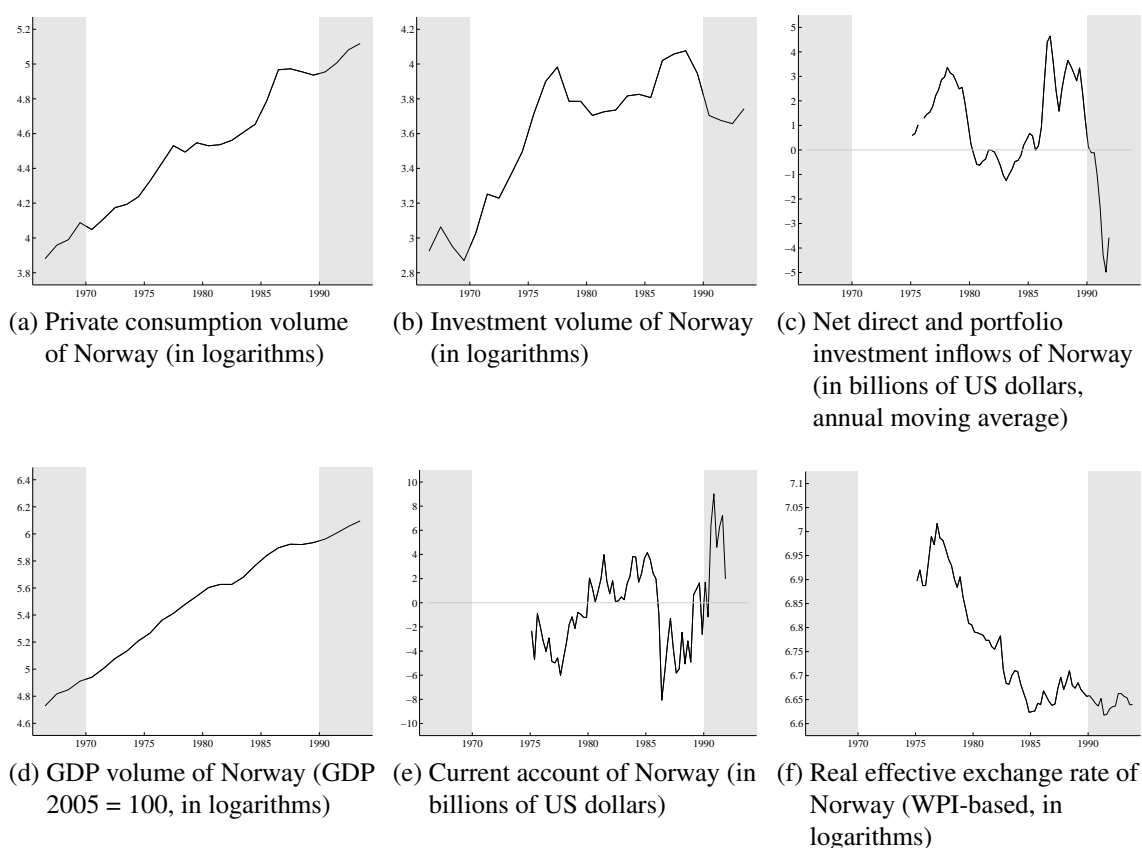 5.2
5
4.8
4.6
4.4
4.2
4
3.8
1970 1975 1980 1985 1990
(a) Private consumption volume
of Norway (in logarithms)
4.2
4
3.8
3.6
3.4
3.2
3
2.8
1970 1975 1980 1985 1990
(b) Investment volume of Norway
(in logarithms)
5
4
3
2
1
0
−1
−2
−3
−4
−5
1970 1975 1980 1985 1990
(c) Net direct and portfolio
investment inflows of Norway
(in billions of US dollars,
annual moving average)
6.4
6.2
6
5.8
5.6
5.4
5.2
5
4.8
4.6
1970 1975 1980 1985 1990
(d) GDP volume of Norway (GDP
2005 = 100, in logarithms)
10
8
6
4
2
0
−2
−4
−6
−8
−10
1970 1975 1980 1985 1990
(e) Current account of Norway (in
billions of US dollars)
7.1
7.05
7
6.95
6.9
6.85
6.8
6.75
6.7
6.65
6.6
1970 1975 1980 1985 1990
(f) Real effective exchange rate of
Norway (WPI-based, in
logarithms)